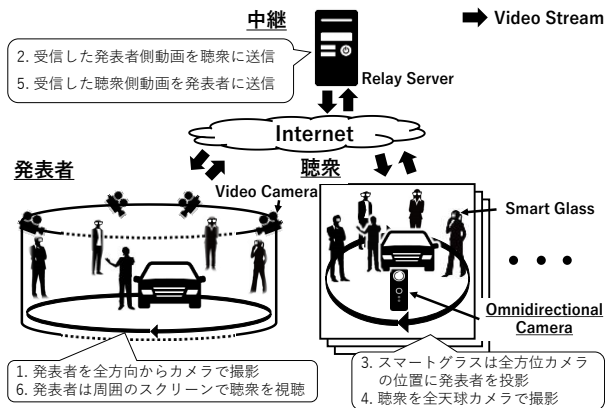 中継
Video Stream
2. 受信した発表者側動画を聴衆に送信
5. 受信した聴衆側動画を発表者に送信
Relay Server
Internet
発表者
聴衆
Video Camera
Smart Glass
Omnidirectional
Camera
1. 発表者を全方向からカメラで撮影
6. 発表者は周囲のスクリーンで聴衆を視聴
3. スマートグラスは全方位カメラ
の位置に発表者を投影
4. 聴衆を全天球カメラで撮影